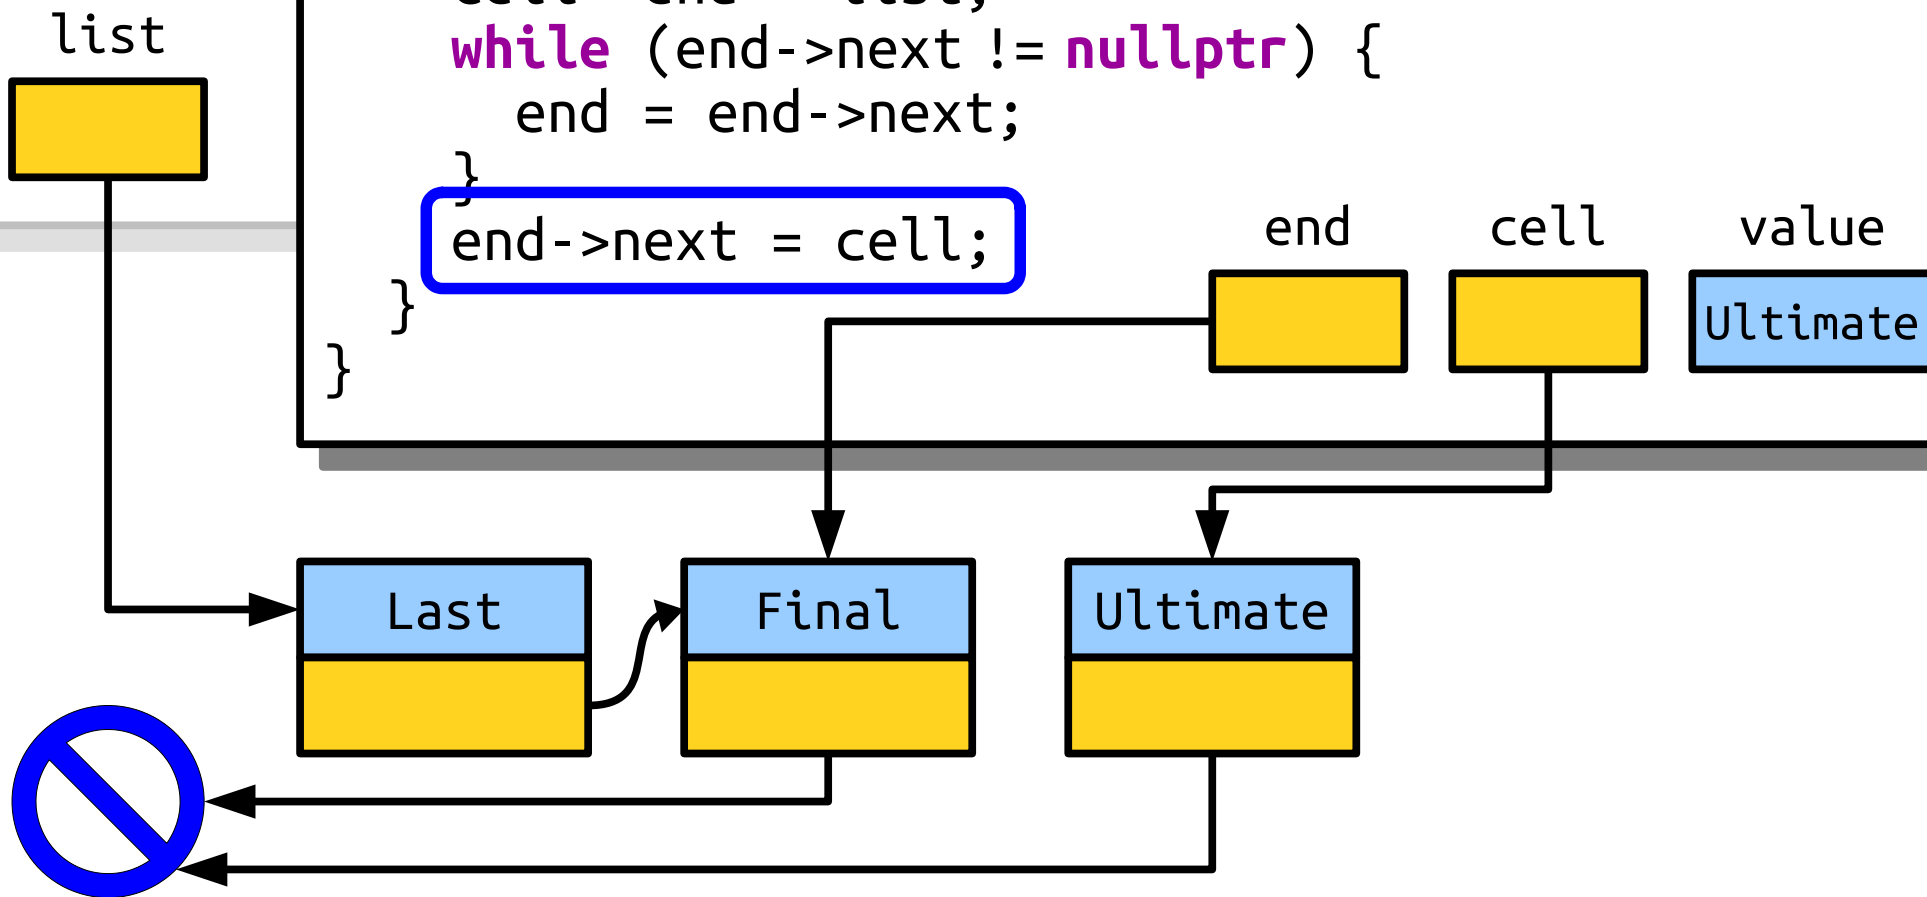 list
while (end->next != nullptr) {
end = end->next;
}
end->next = cell;
}
}
end cell value
Ultimate
Last Final Ultimate